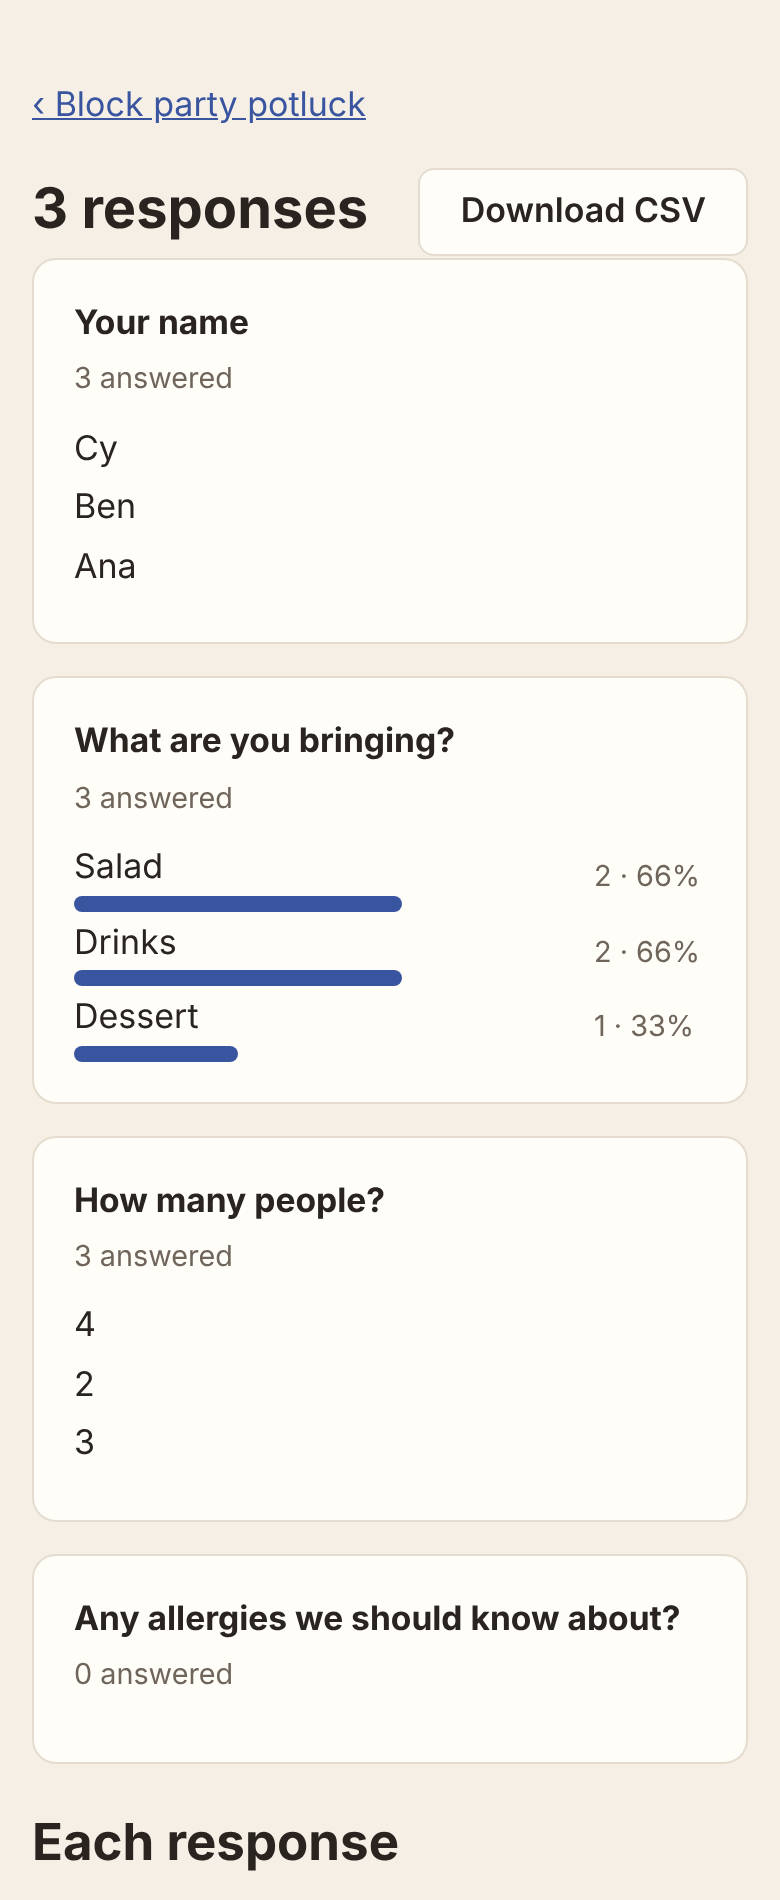 ‹ Block party potluck
3 responses
Download CSV
Your name
3 answered
Cy
Ben
Ana
What are you bringing?
3 answered
Salad
2 · 66%
Drinks
2 · 66%
Dessert
1 · 33%
How many people?
3 answered
4
2
3
Any allergies we should know about?
0 answered
Each response